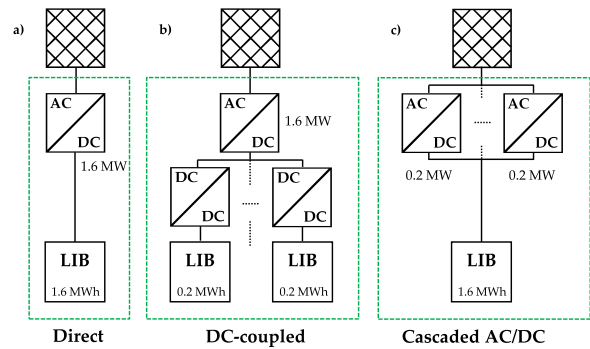 a)
AC
DC
1.6 MW
LIB
1.6 MWh
Direct
b)
AC
DC
1.6 MW
DC
DC
DC
DC
LIB
0.2 MWh
LIB
0.2 MWh
DC-coupled
c)
AC
DC
AC
DC
0.2 MW
0.2 MW
LIB
1.6 MWh
Cascaded AC/DC